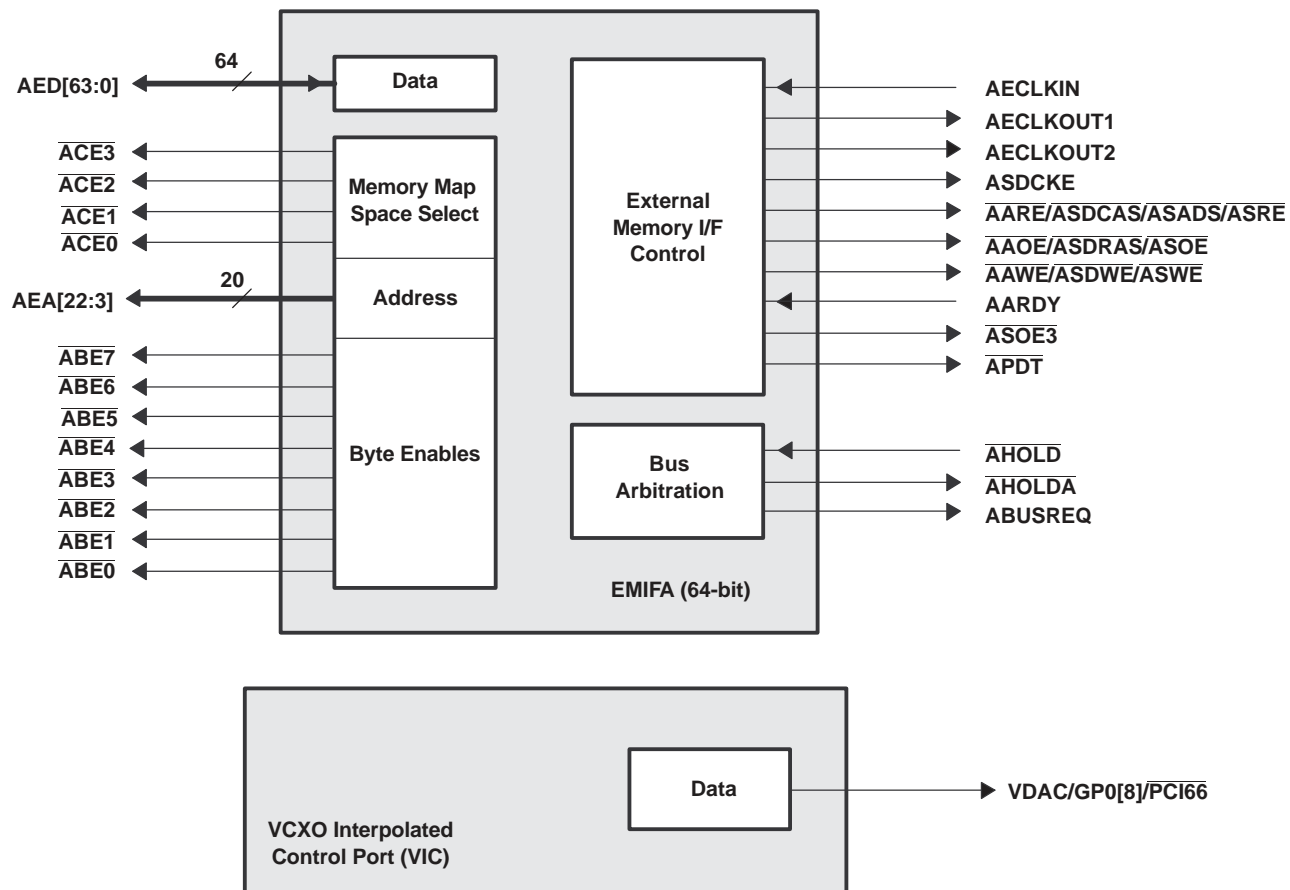 64
AED[63:0]
Data
ACE3
ACE2
ACE1
ACE0
Memory Map
Space Select
20
AEA[22:3]
Address
ABE7
ABE6
ABE5
ABE4
ABE3
ABE2
ABE1
ABE0
Byte Enables
External
Memory I/F
Control
AECLKIN
AECLKOUT1
AECLKOUT2
ASDCKE
AARE/ASDCAS/ASADS/ASRE
AAOE/ASDRAS/ASOE
AAWE/ASDWE/ASWE
AARDY
ASOE3
APDT
Bus
Arbitration
AHOLD
AHOLDA
ABUSREQ
EMIFA (64-bit)
Data
VDAC/GP0[8]/PCI66
VCXO Interpolated
Control Port (VIC)